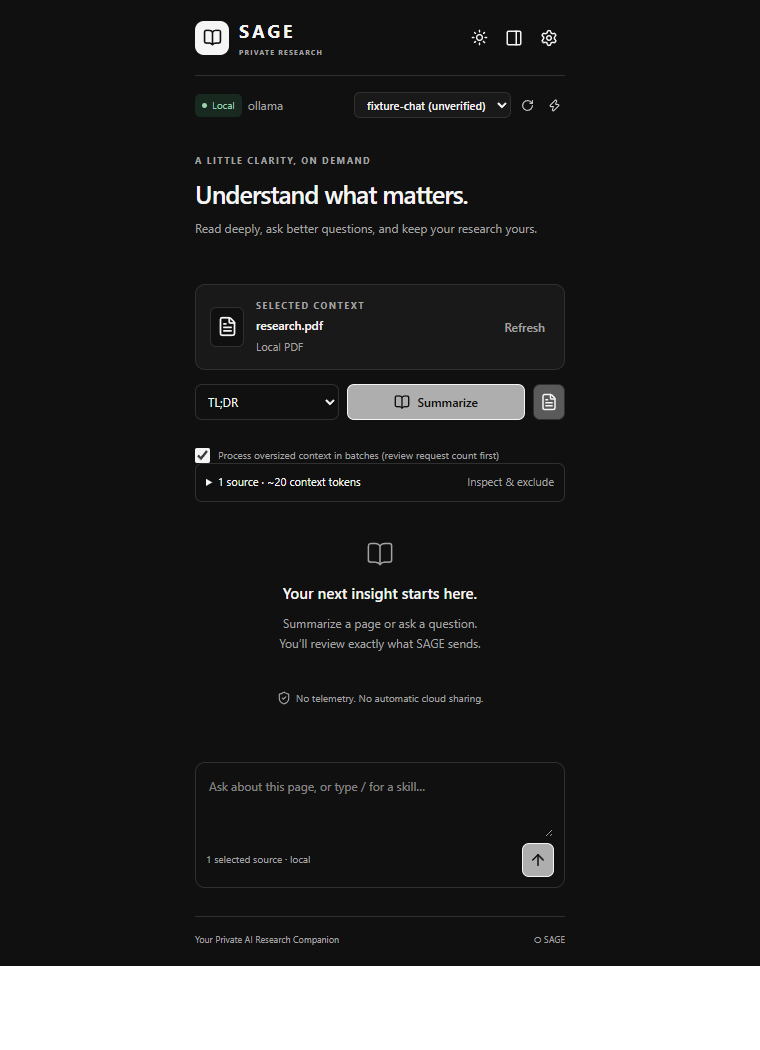 SAGE
PRIVATE RESEARCH
Local ollama fixture-chat (unverified)
A LITTLE CLARITY, ON DEMAND
Understand what matters.
Read deeply, ask better questions, and keep your research yours.
SELECTED CONTEXT
research.pdf
Refresh
Local PDF
TL;DR Summarize
Process oversized context in batches (review request count first)
1 source · ~20 context tokens Inspect & exclude
Your next insight starts here.
Summarize a page or ask a question.
You’ll review exactly what SAGE sends.
No telemetry. No automatic cloud sharing.
Ask about this page, or type / for a skill...
1 selected source · local
Your Private AI Research Companion SAGE